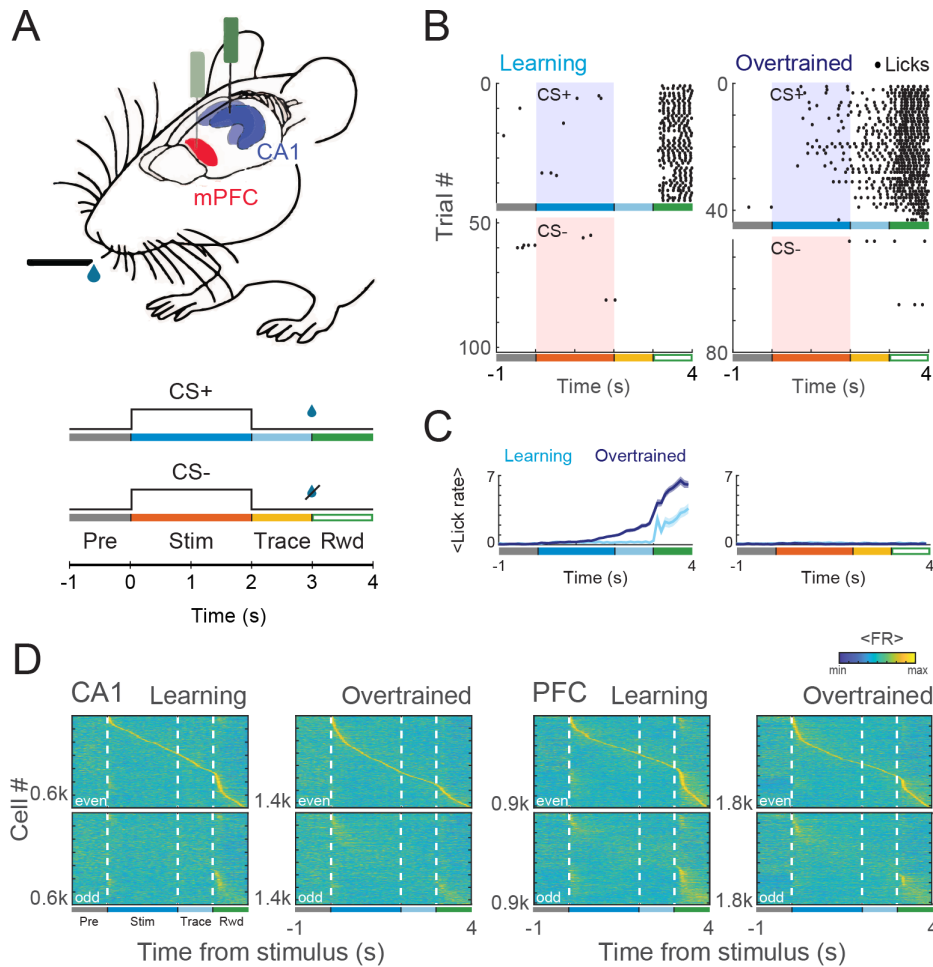 A
CA1
mPFC
CS+
CS-
Pre Stim Trace Rwd
-1 0 1 2 3 4
Time (s)
B
Learning Overtrained • Licks
0
CS+
50
CS-
100
Trial #
-1 4
Time (s)
0
CS+
40
CS-
80
-1 4
Time (s)
C
Learning Overtrained
<Lick rate>
7
0
-1 4
Time (s)
7
0
-1 4
Time (s)
<FR>
min max
D
CA1 Learning Overtrained PFC Learning Overtrained
Cell #
0.6k even 1.4k even 0.9k even 1.8k even
0.6k odd 1.4k odd 0.9k odd 1.8k odd
Pre Stim Trace Rwd
-1 4 -1 4
Time from stimulus (s) Time from stimulus (s)